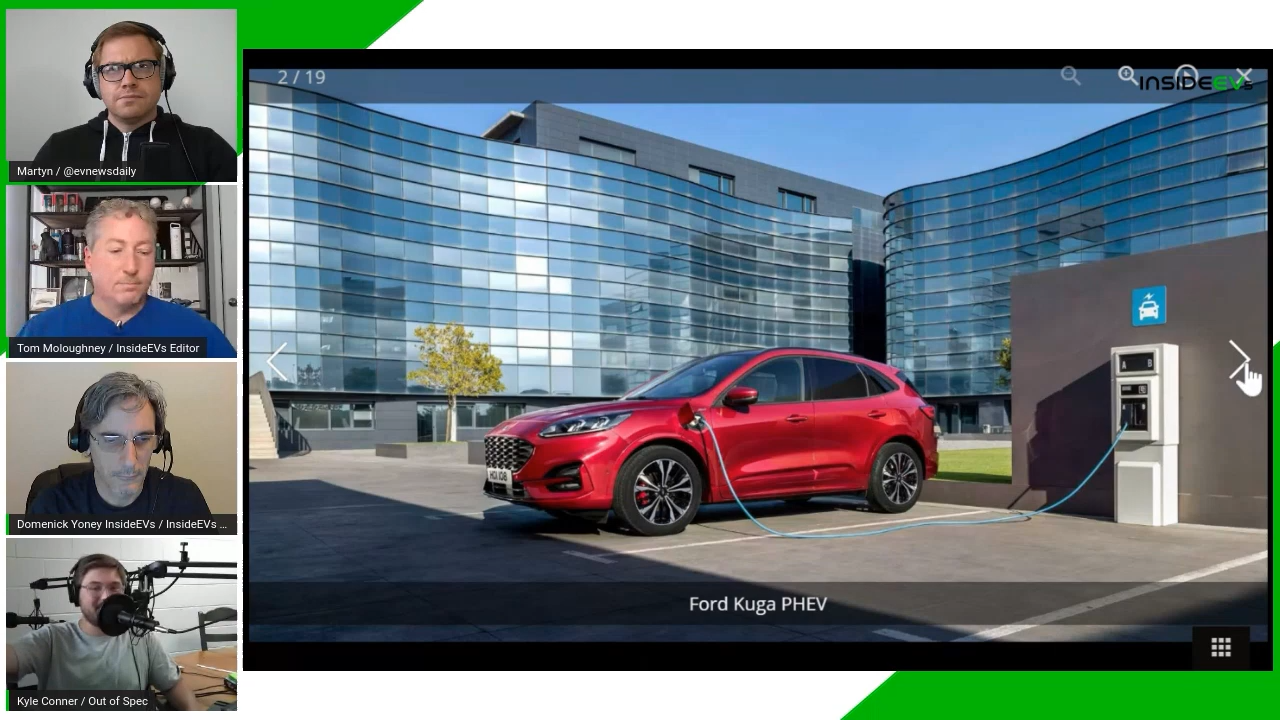 Martyn / @evnewsdaily
Tom Moloughney / InsideEVs Editor
Domenick Yoney InsideEVs / InsideEVs ...
Kyle Conner / Out of Spec
2 / 19
INSIDEEVs
A B
Ford Kuga PHEV